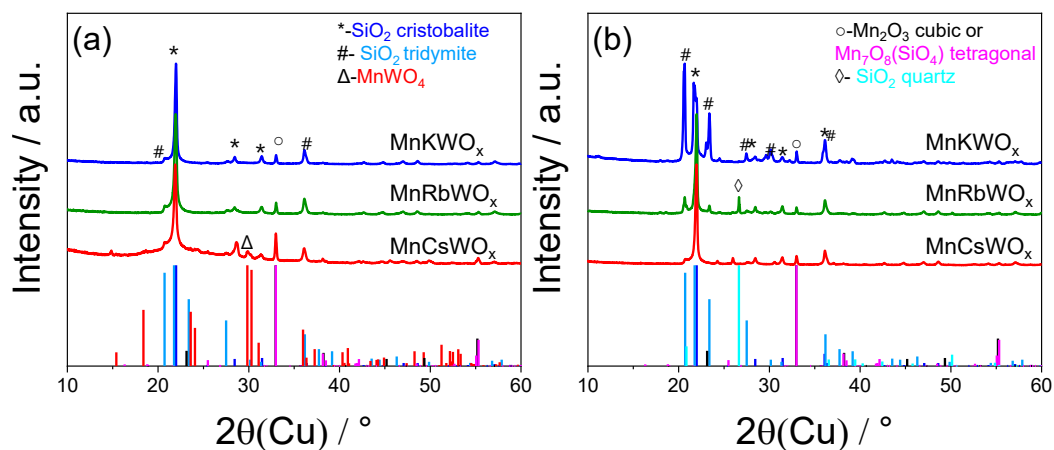 (a)
*-SiO₂ cristobalite
#- SiO₂ tridymite
Δ-MnWO₄
*
#
*
*
○
#
MnKWOₓ
MnRbWOₓ
Δ
MnCsWOₓ
Intensity / a.u.
10 20 30 40 50 60
2θ(Cu) / °
(b)
○-Mn₂O₃ cubic or
Mn₇O₈(SiO₄) tetragonal
◊- SiO₂ quartz
#
*
#
#
*
#
*
○
*
#
MnKWOₓ
◊
MnRbWOₓ
MnCsWOₓ
Intensity / a.u.
10 20 30 40 50 60
2θ(Cu) / °